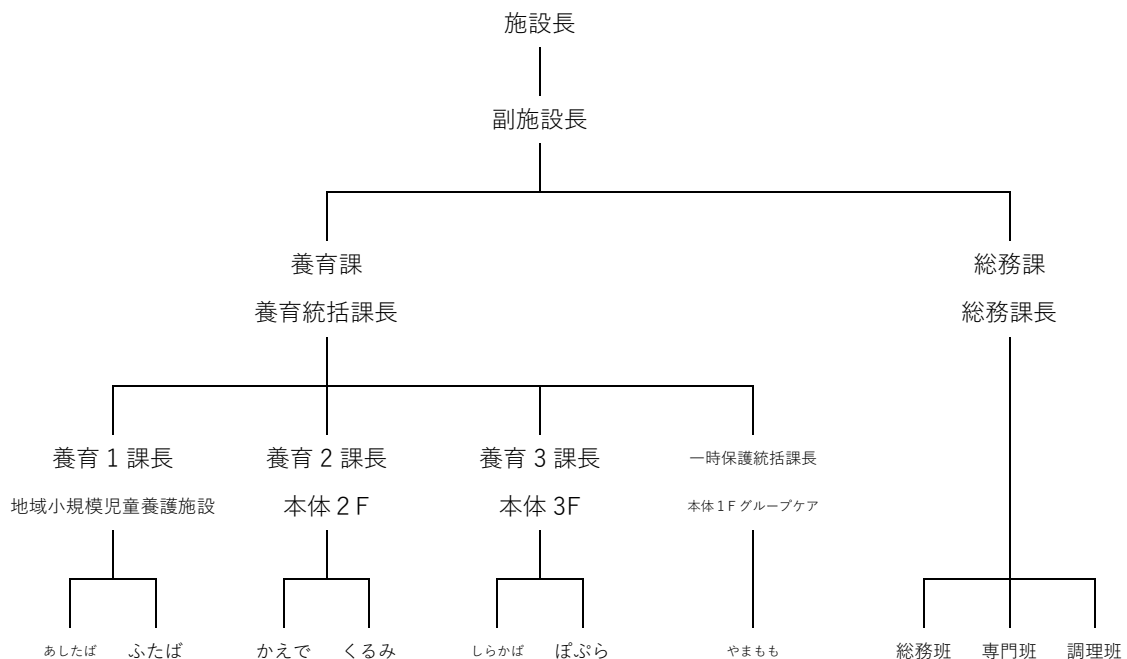 施設長
副施設長
養育課 総務課
養育統括課長 総務課長
養育1課長 養育2課長 養育3課長 一時保護統括課長
地域小規模児童養護施設 本体2F 本体3F 本体1Fグループケア
あしたば ふたば かえで くるみ しらかば ぽぷら やまもも 総務班 専門班 調理班